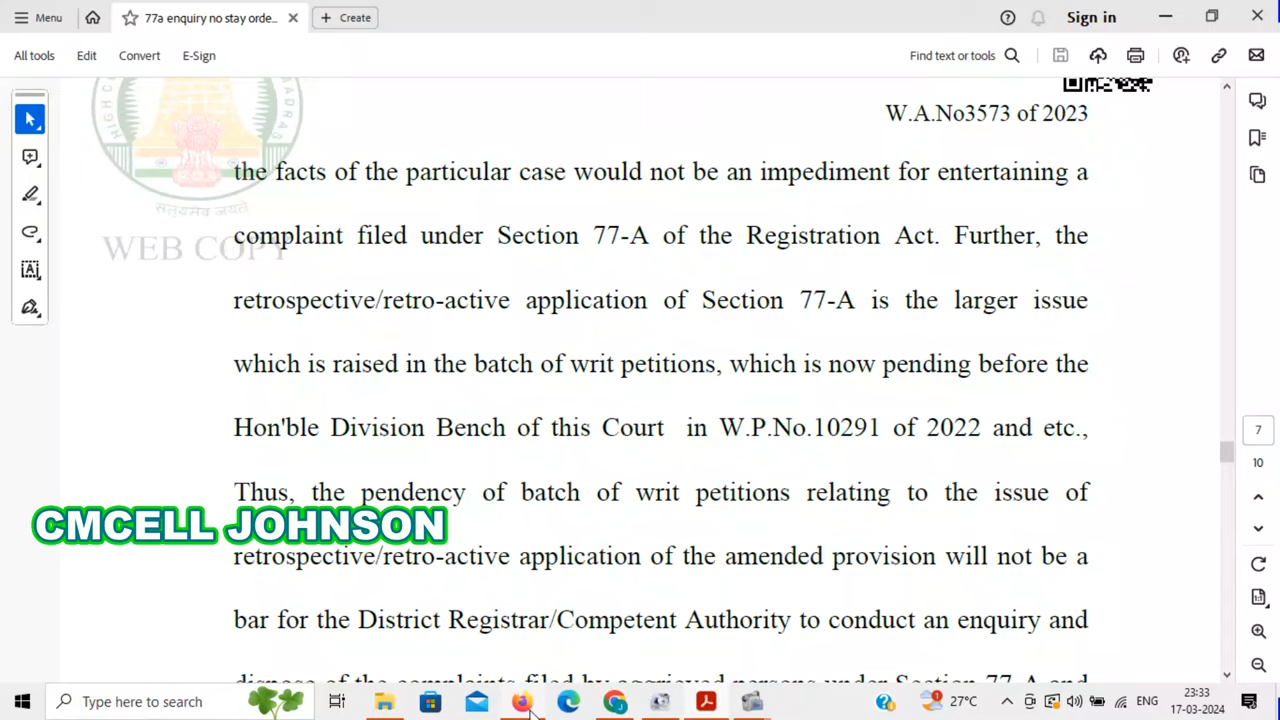 Menu
77a enquiry no stay orde...
Create
Sign in
All tools
Edit
Convert
E-Sign
Find text or tools
W.A.No3573 of 2023
the facts of the particular case would not be an impediment for entertaining a
complaint filed under Section 77-A of the Registration Act. Further, the
retrospective/retro-active application of Section 77-A is the larger issue
which is raised in the batch of writ petitions, which is now pending before the
Hon'ble Division Bench of this Court in W.P.No.10291 of 2022 and etc.,
Thus, the pendency of batch of writ petitions relating to the issue of
retrospective/retro-active application of the amended provision will not be a
bar for the District Registrar/Competent Authority to conduct an enquiry and
dispose of the complaints filed by aggrieved persons under Section 77-A and
सत्यमेव जयते
WEB COPY
CMCELL JOHNSON
7
10
Type here to search
27°C
ENG
23:33
17-03-2024